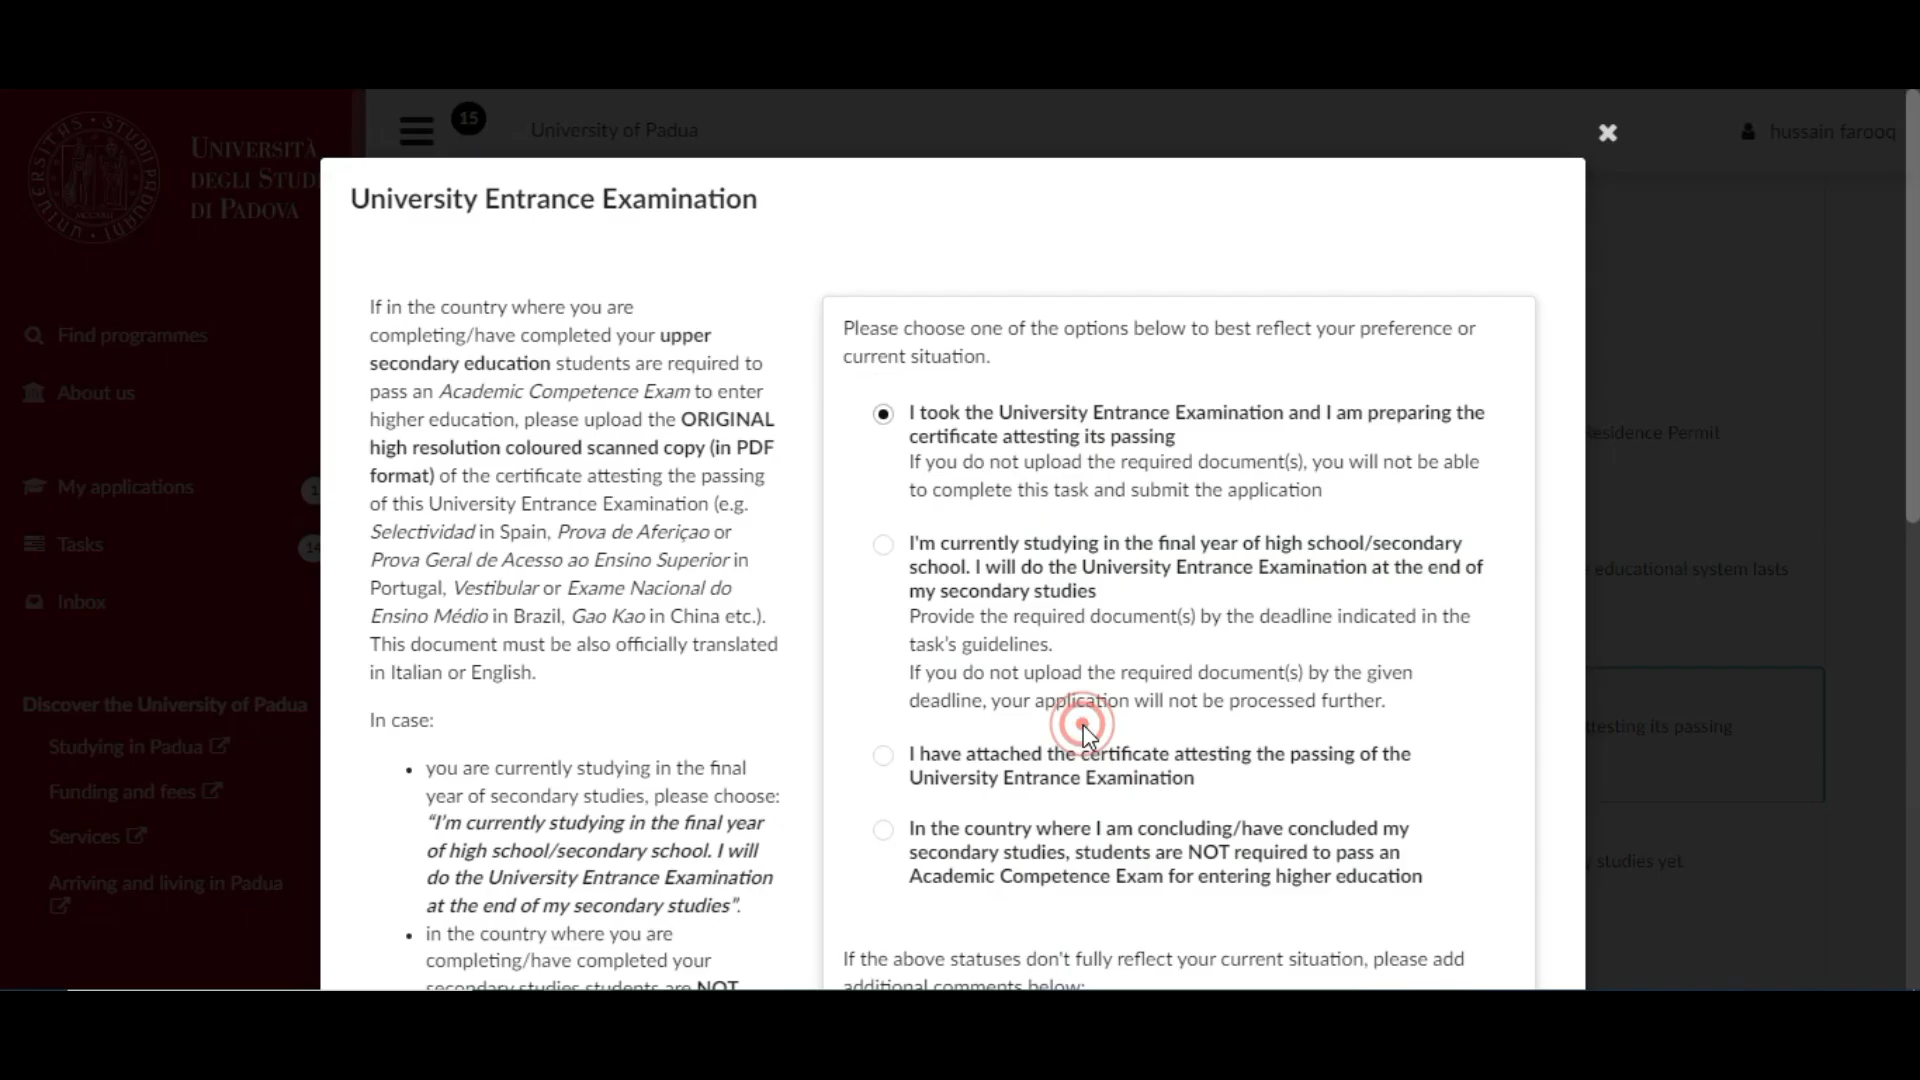 UNIVERSITÀ
DEGLI STUDI
DI PADOVA
15
University of Padua
hussain farooq
Find programmes
About us
My applications
Tasks
14
Inbox
Discover the University of Padua
Studying in Padua
Funding and fees
Services
Arriving and living in Padua
University Entrance Examination
If in the country where you are
completing/have completed your upper
secondary education students are required to
pass an Academic Competence Exam to enter
higher education, please upload the ORIGINAL
high resolution coloured scanned copy (in PDF
format) of the certificate attesting the passing
of this University Entrance Examination (e.g.
Selectividad in Spain, Prova de Aferiçao or
Prova Geral de Acesso ao Ensino Superior in
Portugal, Vestibular or Exame Nacional do
Ensino Médio in Brazil, Gao Kao in China etc.).
This document must be also officially translated
in Italian or English.
In case:
• you are currently studying in the final
year of secondary studies, please choose:
“I'm currently studying in the final year
of high school/secondary school. I will
do the University Entrance Examination
at the end of my secondary studies”.
• in the country where you are
completing/have completed your
secondary studies students are NOT
Please choose one of the options below to best reflect your preference or
current situation.
I took the University Entrance Examination and I am preparing the
certificate attesting its passing
If you do not upload the required document(s), you will not be able
to complete this task and submit the application
I'm currently studying in the final year of high school/secondary
school. I will do the University Entrance Examination at the end of
my secondary studies
Provide the required document(s) by the deadline indicated in the
task's guidelines.
If you do not upload the required document(s) by the given
deadline, your application will not be processed further.
I have attached the certificate attesting the passing of the
University Entrance Examination
In the country where I am concluding/have concluded my
secondary studies, students are NOT required to pass an
Academic Competence Exam for entering higher education
If the above statuses don't fully reflect your current situation, please add
additional comments below:
Residence Permit
educational system lasts
its passing
studies yet